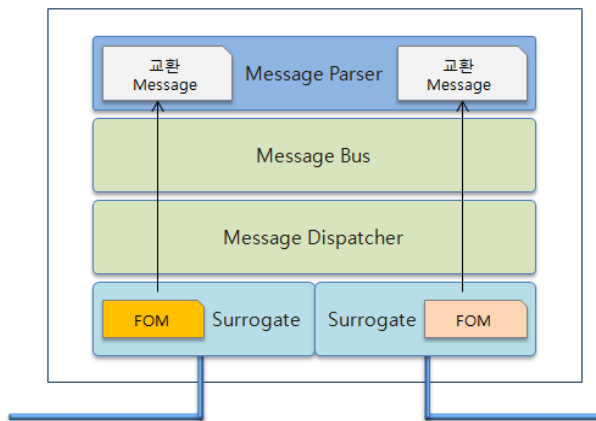 교환
Message
Message Parser
교환
Message
Message Bus
Message Dispatcher
FOM
Surrogate
Surrogate
FOM